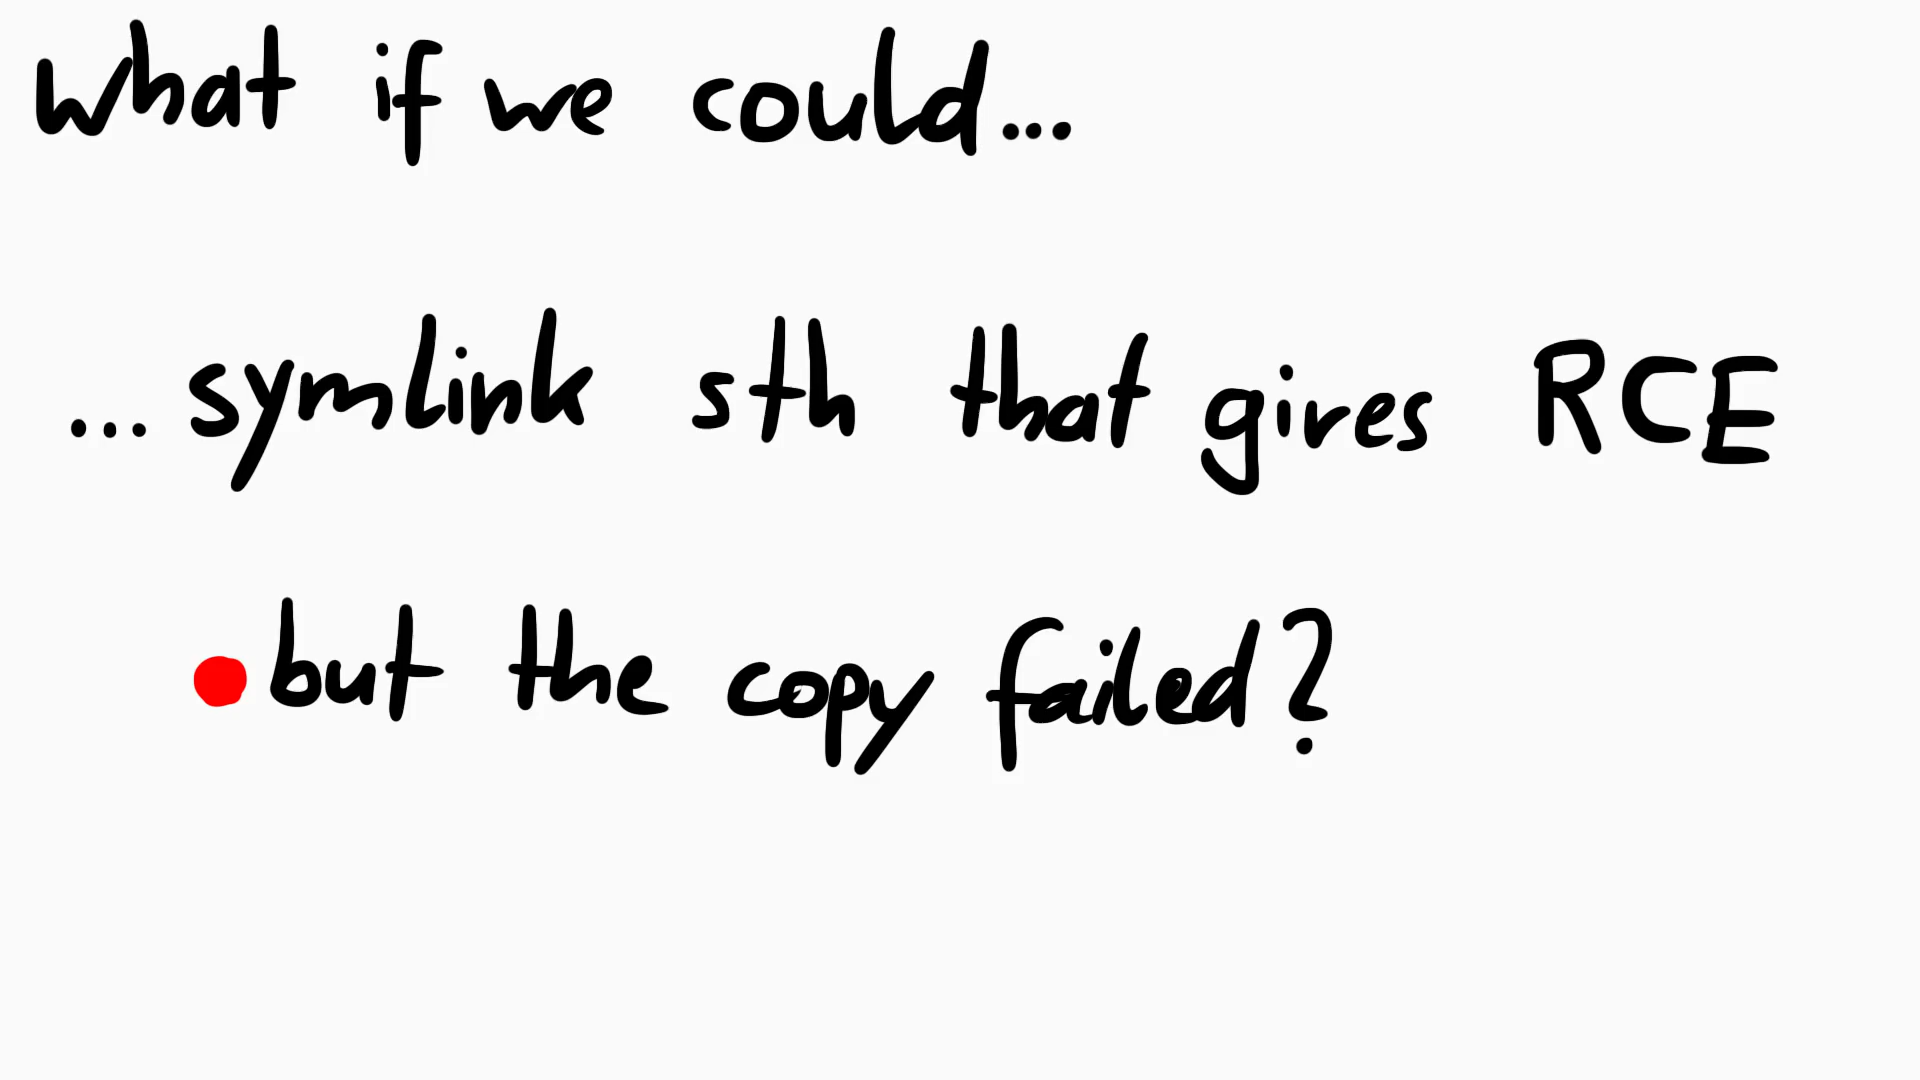 what if we could...
...symlink sth that gives RCE
but the copy failed?